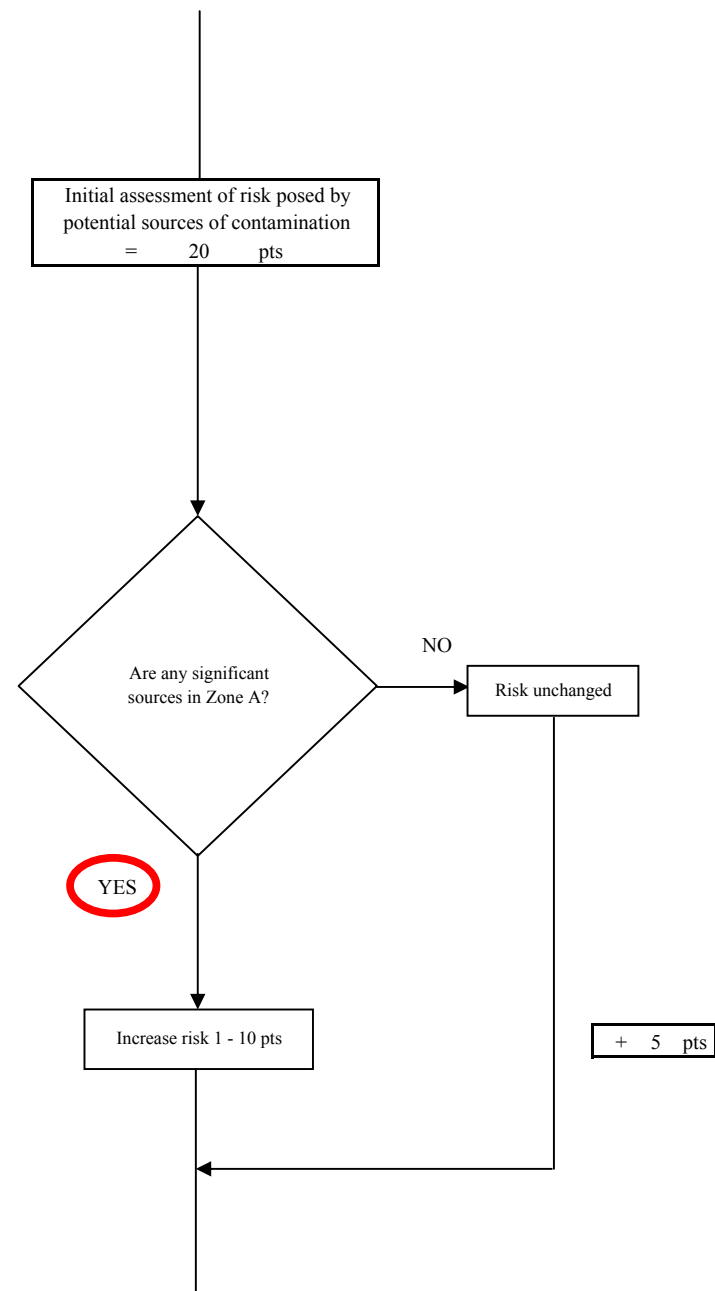 Initial assessment of risk posed by
potential sources of contamination
= 20 pts
Are any significant
sources in Zone A?
NO
Risk unchanged
YES
Increase risk 1 - 10 pts
+ 5 pts